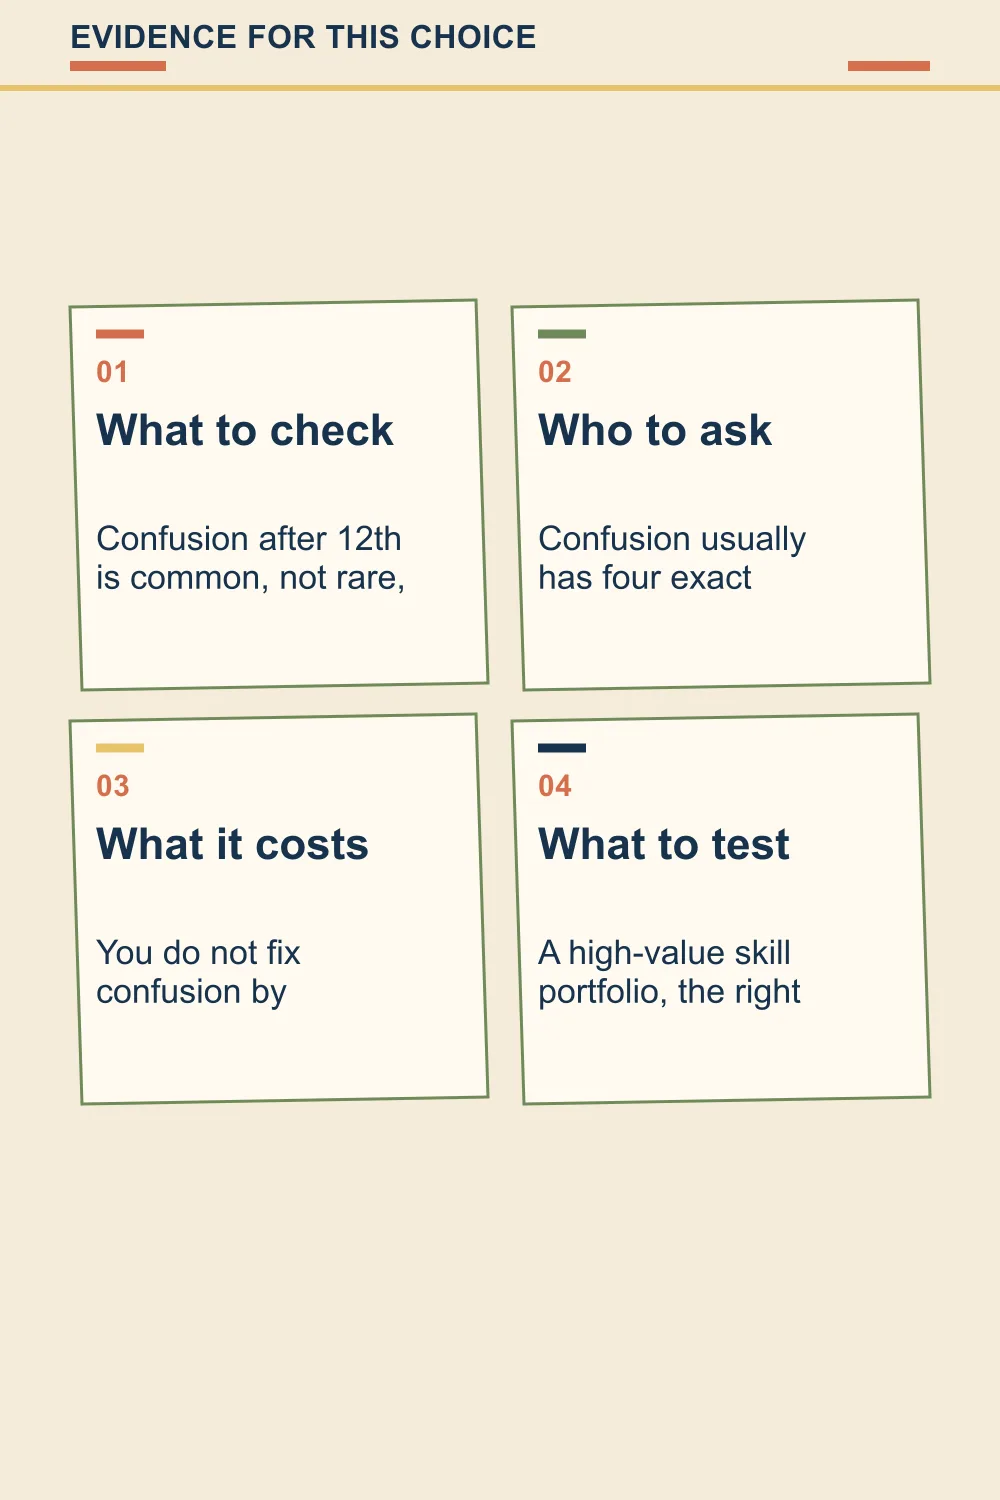 EVIDENCE FOR THIS CHOICE
01
What to check
Confusion after 12th
is common, not rare,
02
Who to ask
Confusion usually
has four exact
03
What it costs
You do not fix
confusion by
04
What to test
A high-value skill
portfolio, the right